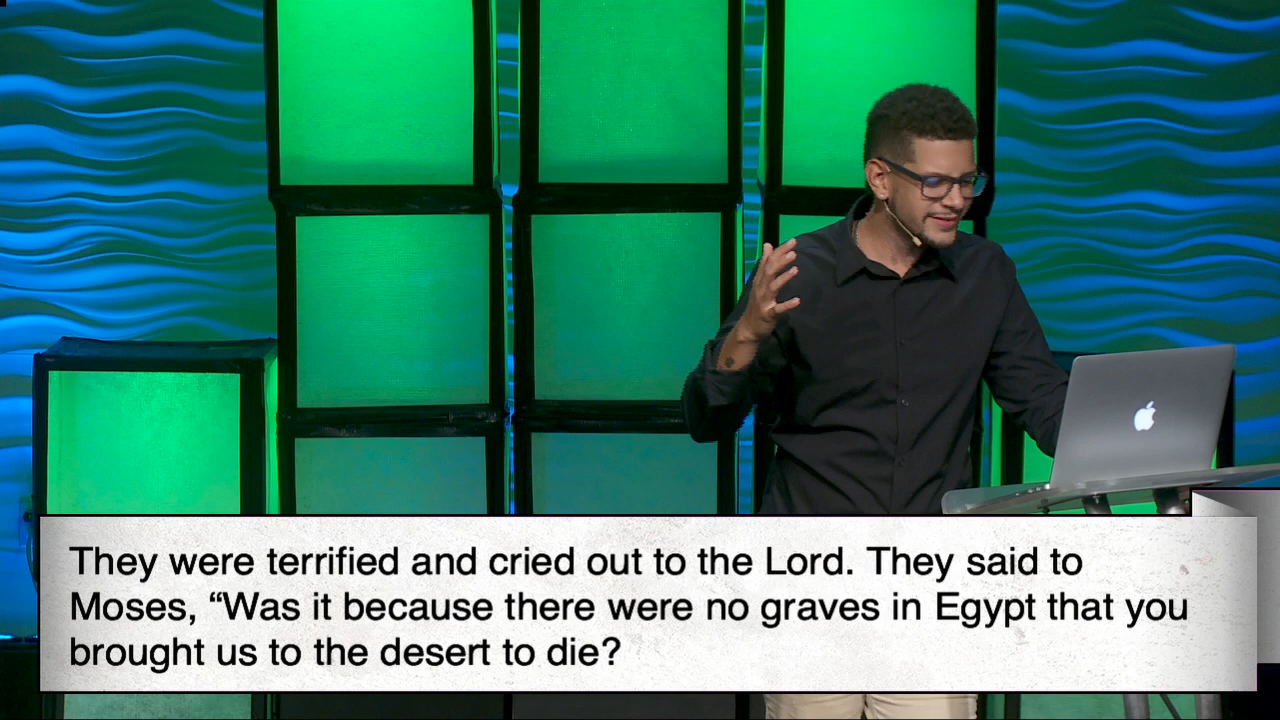 They were terrified and cried out to the Lord. They said to
Moses, “Was it because there were no graves in Egypt that you
brought us to the desert to die?